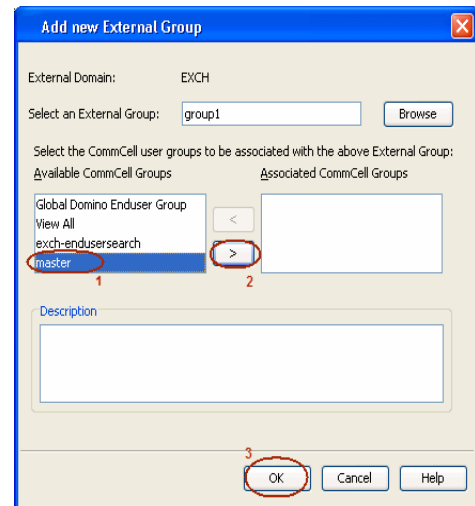 Add new External Group
External Domain: EXCH
Select an External Group: group1 Browse
Select the CommCell user groups to be associated with the above External Group:
Available CommCell Groups Associated CommCell Groups
Global Domino Enduser Group
View All
<
exch-endusersearch
master
>
1 2
Description
3
OK Cancel Help